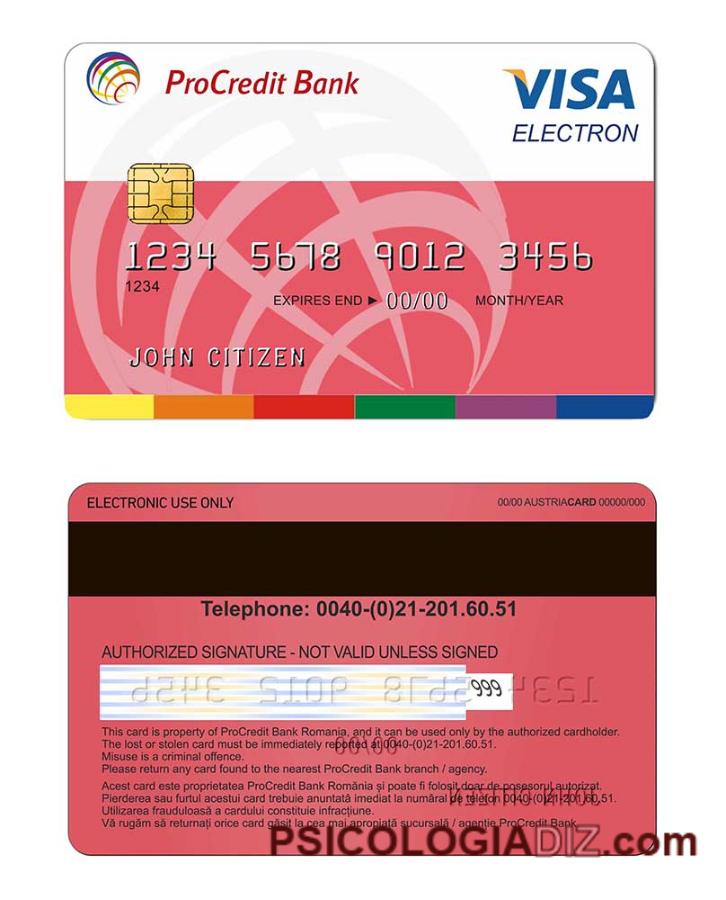 ProCredit Bank
VISA
ELECTRON
1234 5678 9012 3456
1234
EXPIRES END ► 00/00 MONTH/YEAR
JOHN CITIZEN
ELECTRONIC USE ONLY
00/00 AUSTRIACARD 00000/000
Telephone: 0040-(0)21-201.60.51
AUTHORIZED SIGNATURE - NOT VALID UNLESS SIGNED
999
This card is property of ProCredit Bank Romania, and it can be used only by the authorized cardholder.
The lost or stolen card must be immediately reported at 0040-(0)21-201.60.51.
Misuse is a criminal offence.
Please return any card found to the nearest ProCredit Bank branch / agency.
Acest card este proprietatea ProCredit Bank România și poate fi folosit doar de posesorul autorizat.
Pierderea sau furtul acestui card trebuie anuntată imediat la numărul de telefon 0040-(0)21-201.60.51.
Utilizarea frauduloasă a cardului constituie infracțiune.
Vă rugăm să returnați orice card găsit la cea mai apropiată sucursală / agenție ProCredit Bank
PSICOLOGIADIZ.com